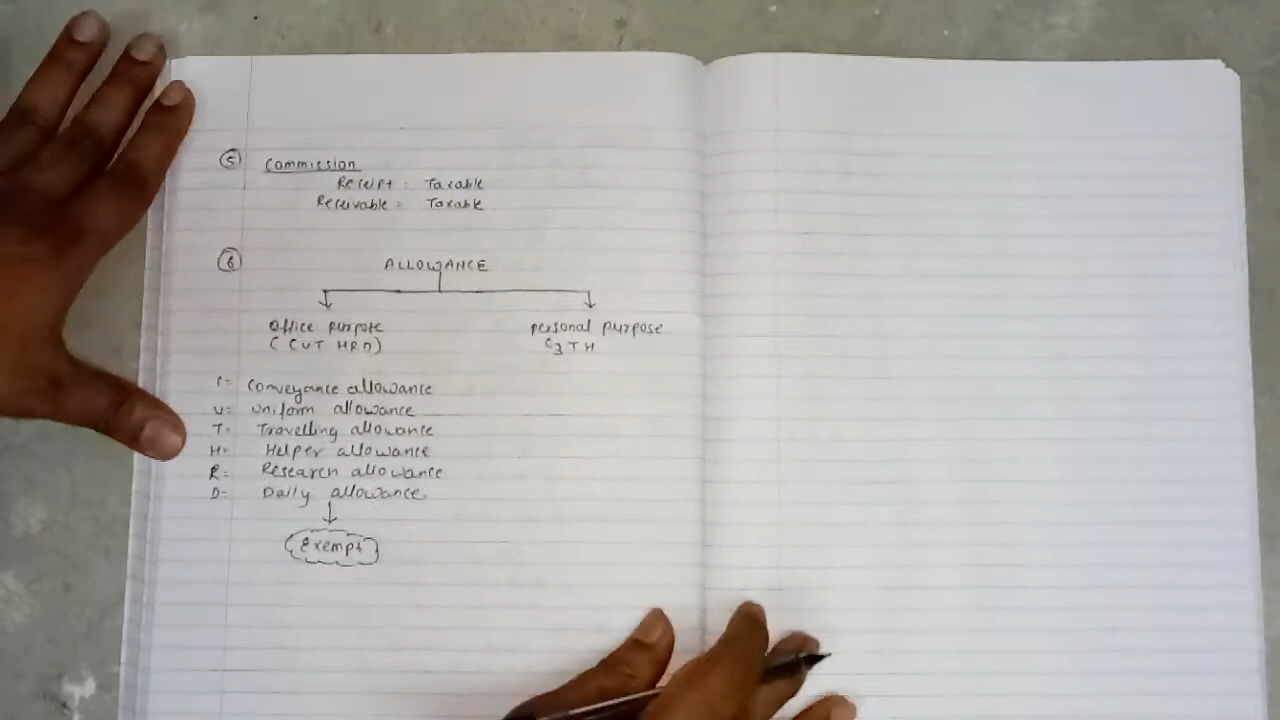 5 Commission
Receipt = Taxable
Receivable = Taxable
6 ALLOWANCE
Office purpose personal purpose
(CUT HRD) C3TH
C= Conveyance allowance
U= Uniform allowance
T= Travelling allowance
H= Helper allowance
R= Research allowance
D= Daily allowance
Exempt